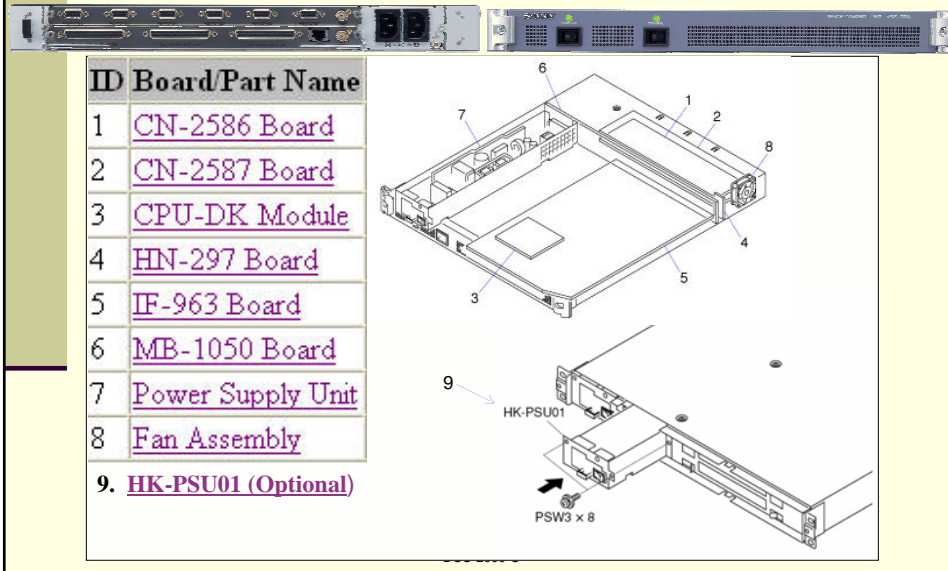 SONY
ID Board/Part Name
1 CN-2586 Board
2 CN-2587 Board
3 CPU-DK Module
4 HN-297 Board
5 IF-963 Board
6 MB-1050 Board
7 Power Supply Unit
8 Fan Assembly
9. HK-PSU01 (Optional)
6
1
2
7
8
4
5
3
9
HK-PSU01
PSW3 × 8